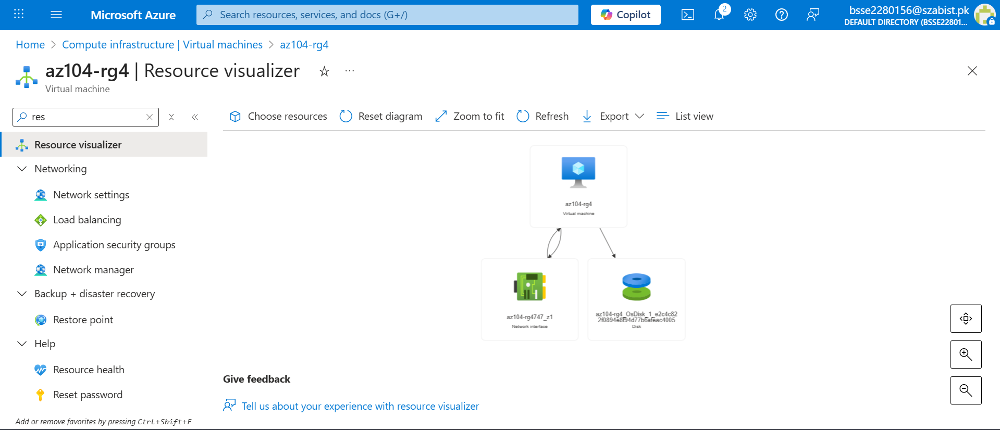 Microsoft Azure
Search resources, services, and docs (G+/)
Copilot
2
bsse2280156@szabist.pk
DEFAULT DIRECTORY (BSSE22801...
Home > Compute infrastructure | Virtual machines > az104-rg4
az104-rg4 | Resource visualizer
Virtual machine
res
Choose resources
Reset diagram
Zoom to fit
Refresh
Export
List view
Resource visualizer
Networking
Network settings
Load balancing
Application security groups
Network manager
Backup + disaster recovery
Restore point
Help
Resource health
Reset password
Add or remove favorites by pressing Ctrl+Shift+F
az104-rg4
Virtual machine
az104-rg4747_z1
Network interface
az104-rg4_OsDisk_1_e2c4c82
2f0894e8f94d77b6afeac4005
Disk
Give feedback
Tell us about your experience with resource visualizer